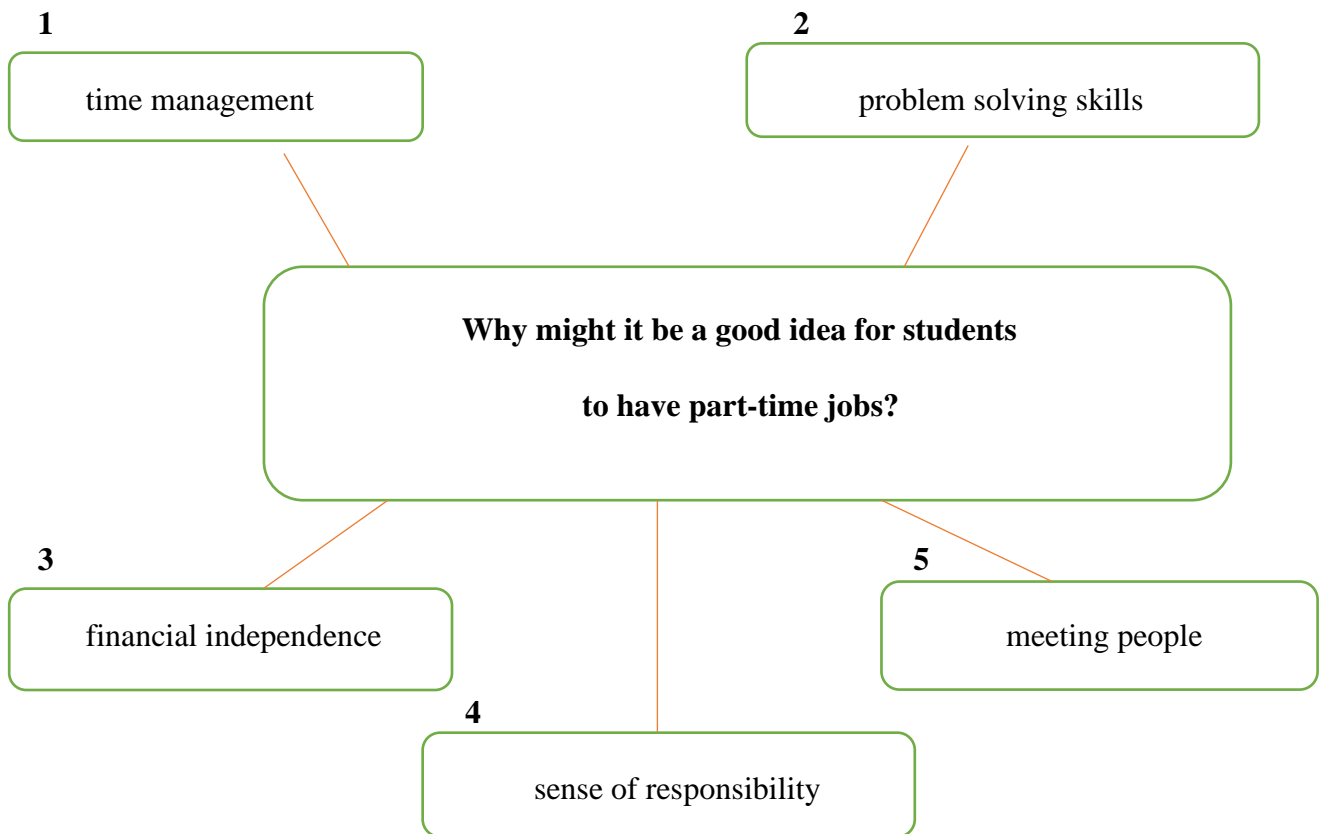 1
time management
2
problem solving skills
Why might it be a good idea for students
to have part-time jobs?
3
financial independence
4
sense of responsibility
5
meeting people